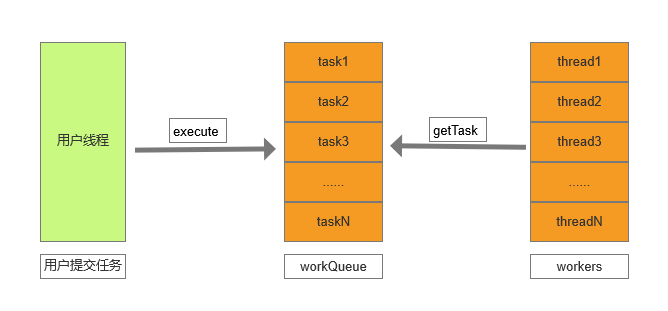 用户线程
用户提交任务
execute
task1
task2
task3
......
taskN
workQueue
getTask
thread1
thread2
thread3
......
threadN
workers